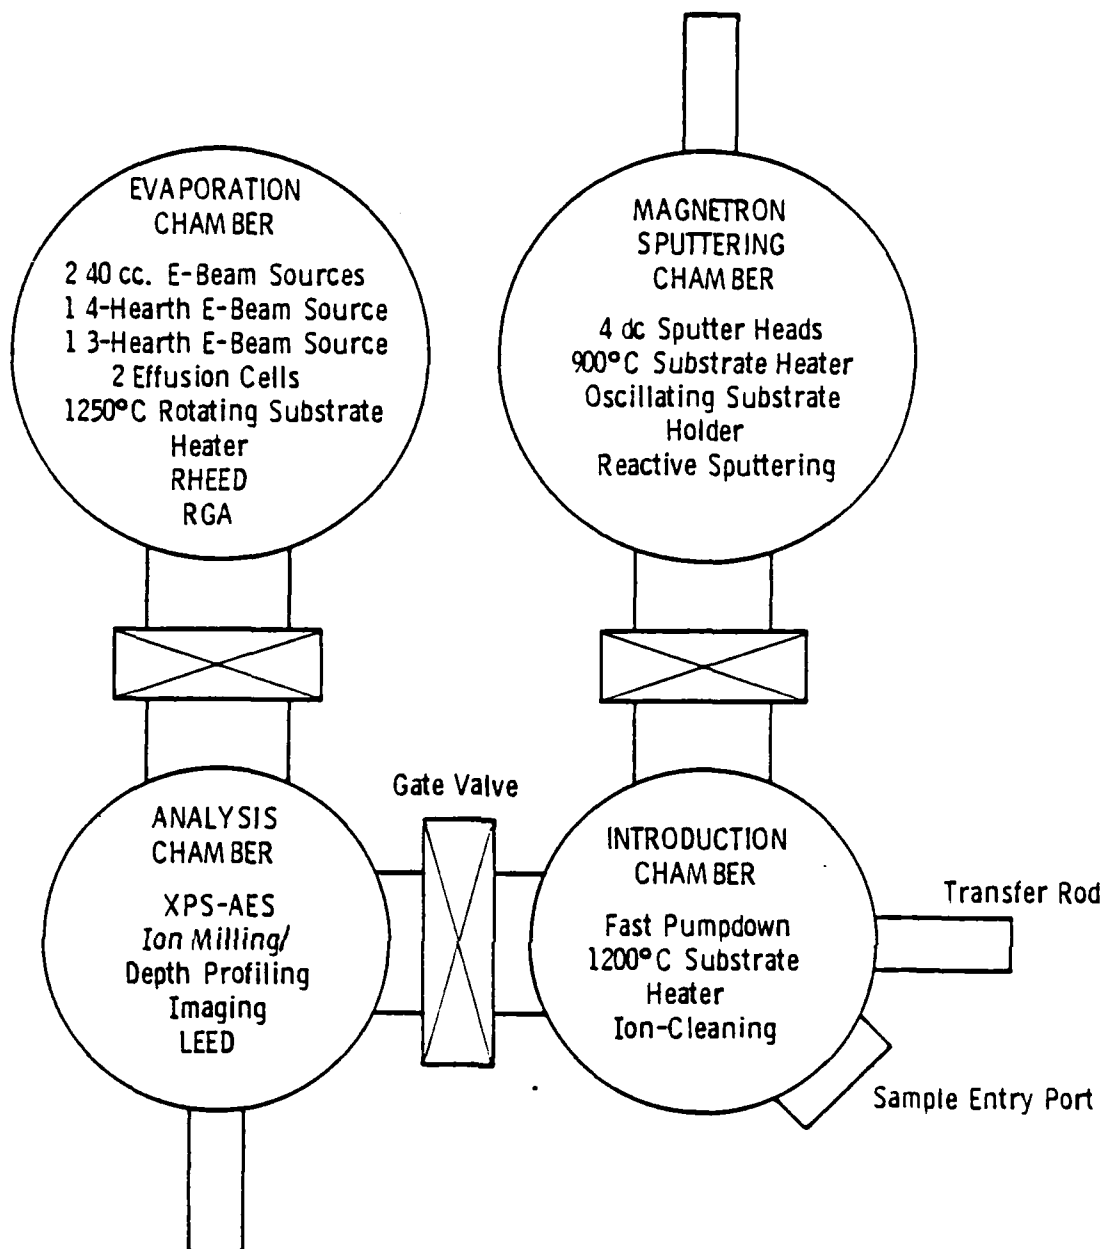 EVAPORATION
CHAMBER
2 40 cc. E-Beam Sources
1 4-Hearth E-Beam Source
1 3-Hearth E-Beam Source
2 Effusion Cells
1250°C Rotating Substrate
Heater
RHEED
RGA
MAGNETRON
SPUTTERING
CHAMBER
4 dc Sputter Heads
900°C Substrate Heater
Oscillating Substrate
Holder
Reactive Sputtering
Gate Valve
ANALYSIS
CHAMBER
XPS-AES
Ion Milling/
Depth Profiling
Imaging
LEED
INTRODUCTION
CHAMBER
Fast Pumpdown
1200°C Substrate
Heater
Ion-Cleaning
Transfer Rod
Sample Entry Port